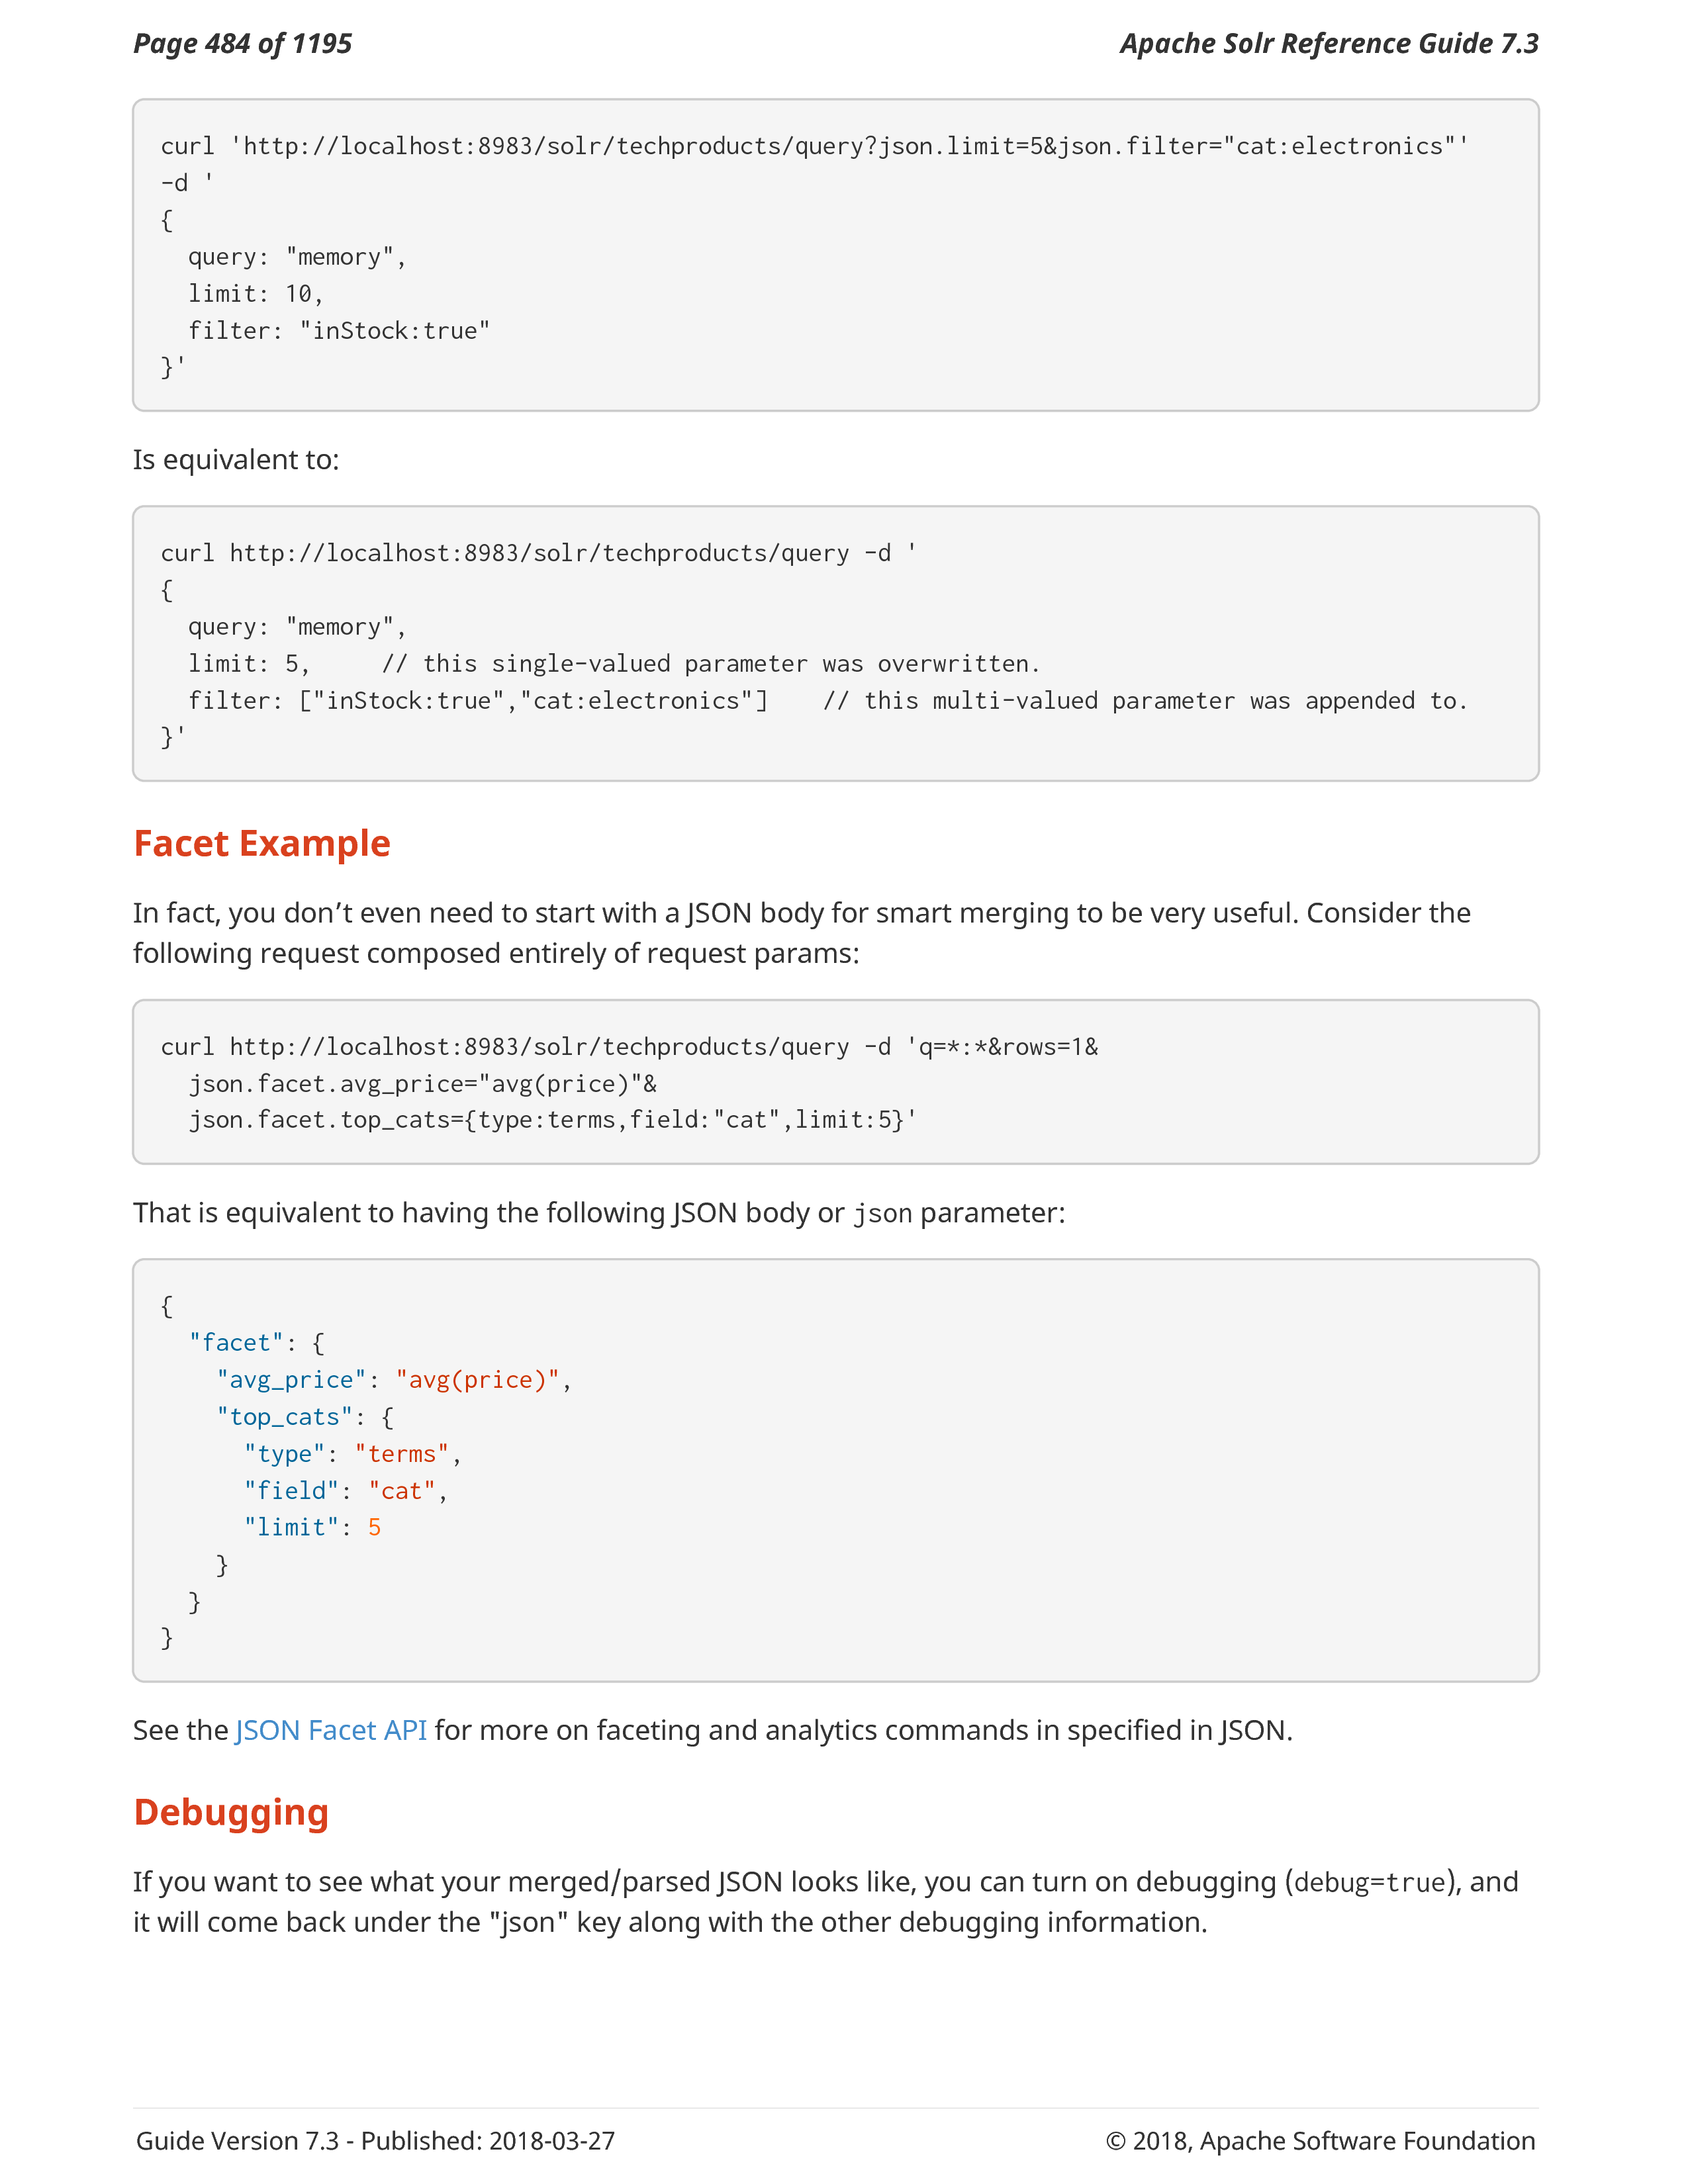 Page 484 of 1195
Apache Solr Reference Guide 7.3
curl 'http://localhost:8983/solr/techproducts/query?json.limit=5&json.filter="cat:electronics"'
-d '
{
  query: "memory",
  limit: 10,
  filter: "inStock:true"
}'
Is equivalent to:
curl http://localhost:8983/solr/techproducts/query -d '
{
  query: "memory",
  limit: 5,     // this single-valued parameter was overwritten.
  filter: ["inStock:true","cat:electronics"]    // this multi-valued parameter was appended to.
}'
Facet Example
In fact, you don’t even need to start with a JSON body for smart merging to be very useful. Consider the
following request composed entirely of request params:
curl http://localhost:8983/solr/techproducts/query -d 'q=*:*&rows=1&
  json.facet.avg_price="avg(price)"&
  json.facet.top_cats={type:terms,field:"cat",limit:5}'
That is equivalent to having the following JSON body or json parameter:
{
  "facet": {
    "avg_price": "avg(price)",
    "top_cats": {
      "type": "terms",
      "field": "cat",
      "limit": 5
    }
  }
}
See the JSON Facet API for more on faceting and analytics commands in specified in JSON.
Debugging
If you want to see what your merged/parsed JSON looks like, you can turn on debugging (debug=true), and
it will come back under the "json" key along with the other debugging information.
Guide Version 7.3 - Published: 2018-03-27
© 2018, Apache Software Foundation